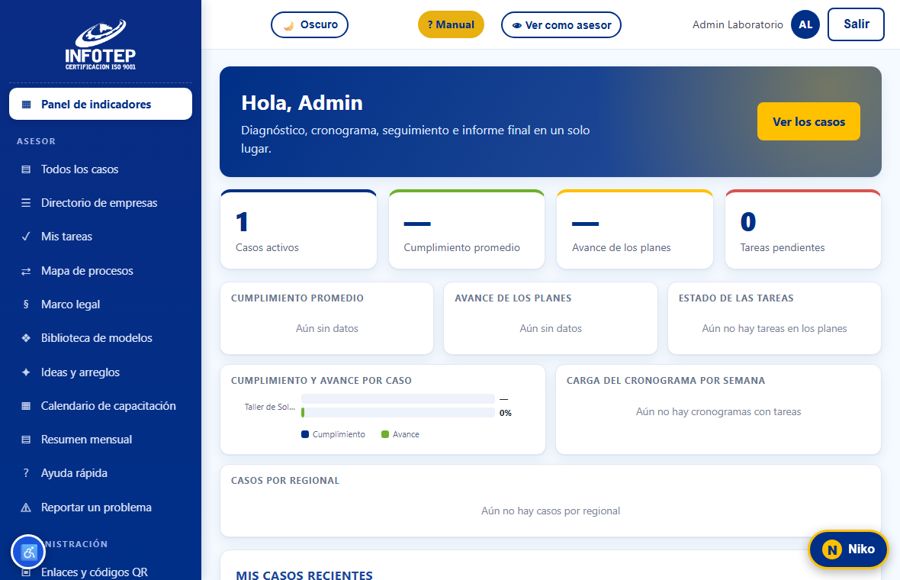 INFOTEP
CERTIFICACION ISO 9001
Panel de indicadores
ASESOR
Todos los casos
Directorio de empresas
Mis tareas
Mapa de procesos
Marco legal
Biblioteca de modelos
Ideas y arreglos
Calendario de capacitación
Resumen mensual
Ayuda rápida
Reportar un problema
NISTRACIÓN
Enlaces y códigos QR
Oscuro
? Manual
Ver como asesor
Admin Laboratorio
AL
Salir
Hola, Admin
Diagnóstico, cronograma, seguimiento e informe final en un solo
lugar.
Ver los casos
1
Casos activos
—
Cumplimiento promedio
—
Avance de los planes
0
Tareas pendientes
CUMPLIMIENTO PROMEDIO
Aún sin datos
AVANCE DE LOS PLANES
Aún sin datos
ESTADO DE LAS TAREAS
Aún no hay tareas en los planes
CUMPLIMIENTO Y AVANCE POR CASO
Taller de Sol...
—
0%
Cumplimiento
Avance
CARGA DEL CRONOGRAMA POR SEMANA
Aún no hay cronogramas con tareas
CASOS POR REGIONAL
Aún no hay casos por regional
MIS CASOS RECIENTES
N Niko